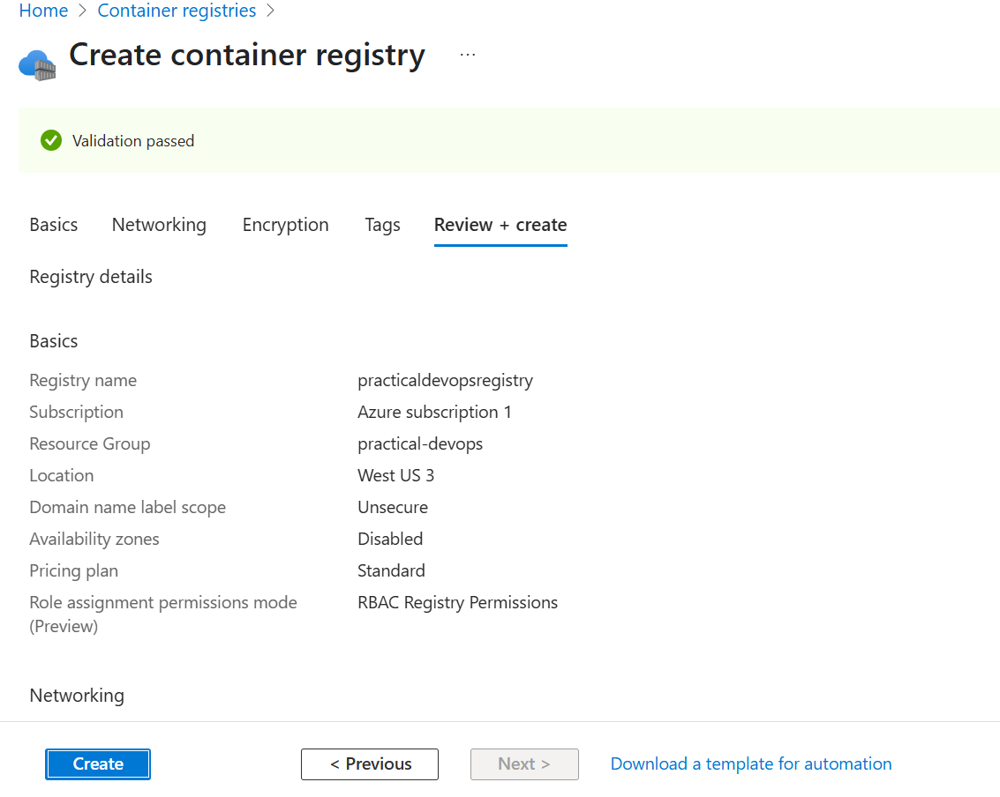 Home > Container registries >
Create container registry ...
Validation passed
Basics Networking Encryption Tags Review + create
Registry details
Basics
Registry name practicaldevopsregistry
Subscription Azure subscription 1
Resource Group practical-devops
Location West US 3
Domain name label scope Unsecure
Availability zones Disabled
Pricing plan Standard
Role assignment permissions mode RBAC Registry Permissions
(Preview)
Networking
Create < Previous Next > Download a template for automation